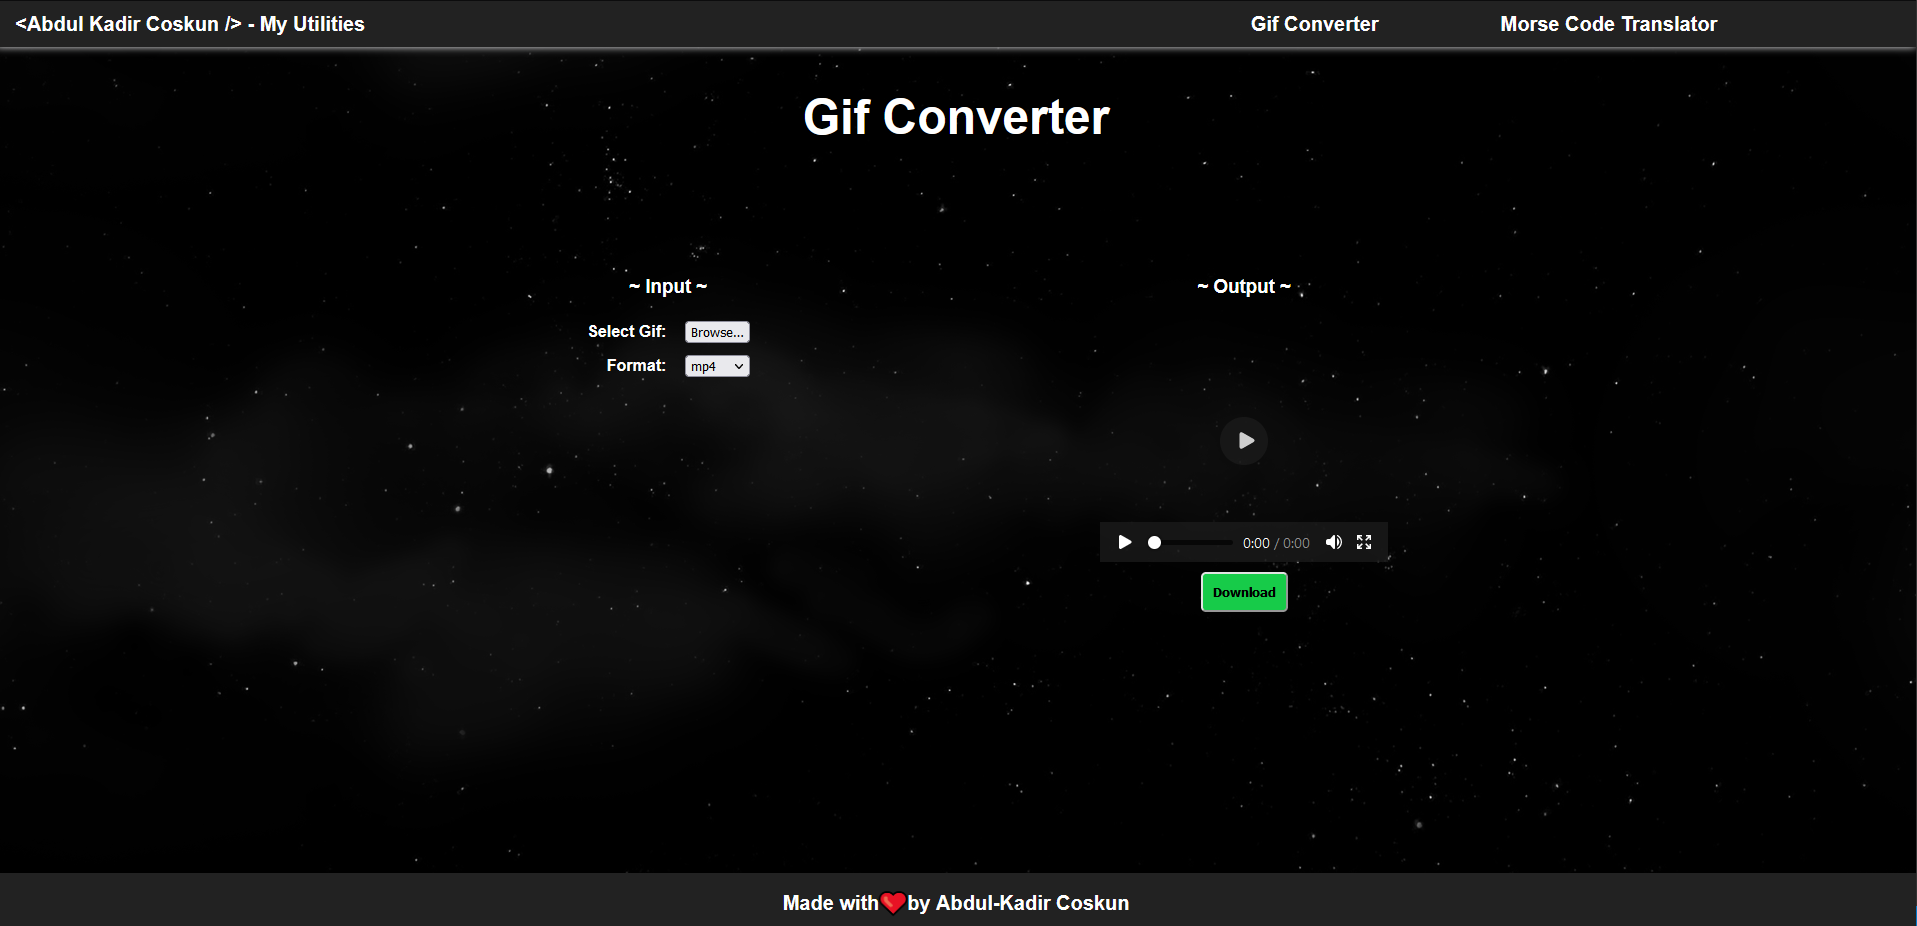 <Abdul Kadir Coskun /> - My Utilities
Gif Converter
Morse Code Translator
Gif Converter
~ Input ~
Select Gif: Browse...
Format: mp4
~ Output ~
0:00 / 0:00
Download
Made with❤️by Abdul-Kadir Coskun